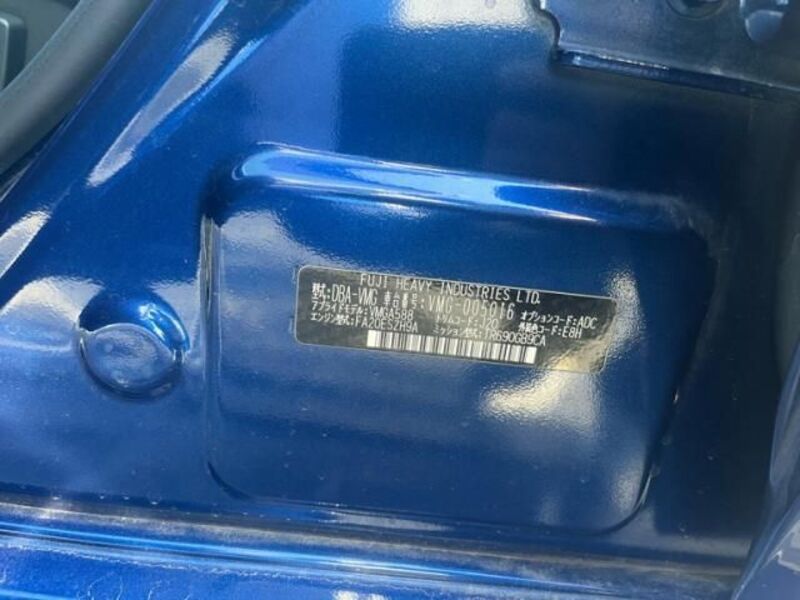 FUJI HEAVY INDUSTRIES LTD.
型式 DBA-VMG 車台番号 VMG-005016
アプライドモデル VMGA588 トリムコード オプションコード ADC
エンジン型式 FA20ESZH9A ミッション型式 TR690GB9CA 外装色コード E8H